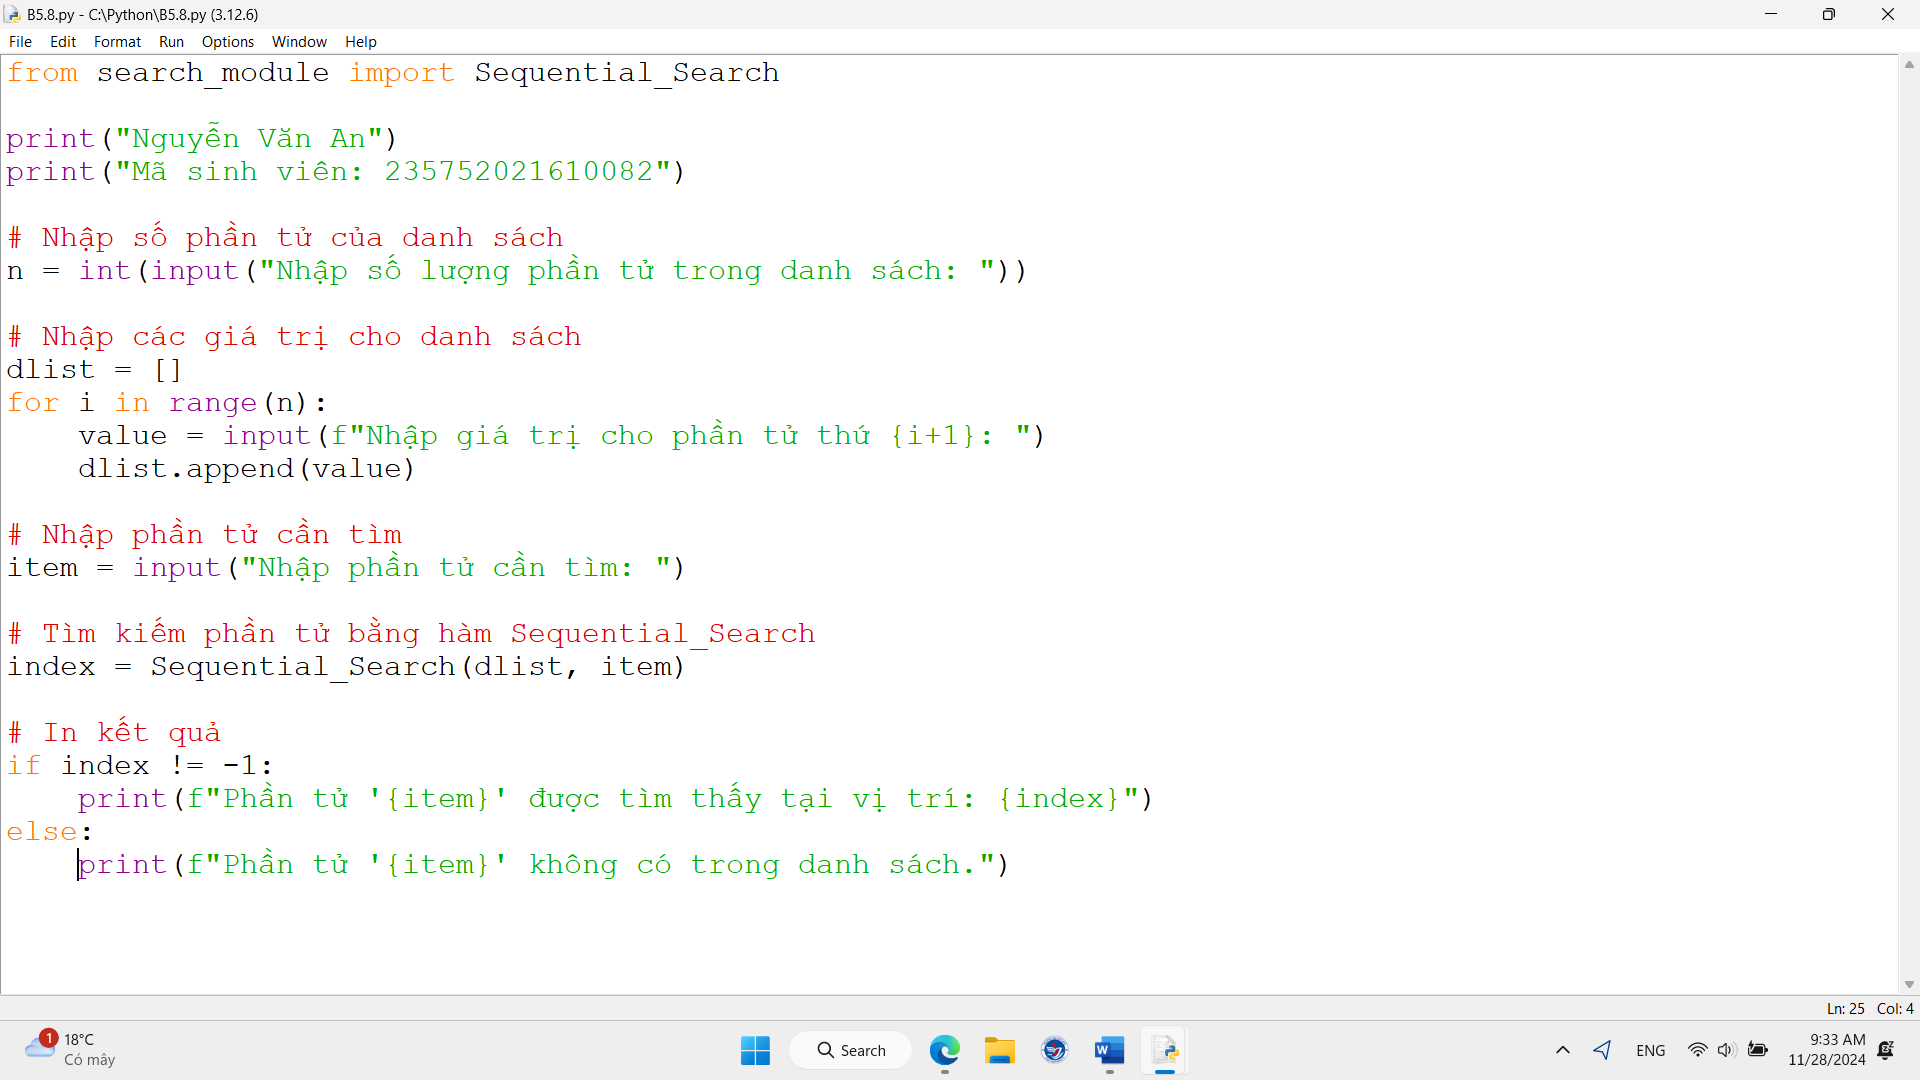 B5.8.py - C:\Python\B5.8.py (3.12.6)
File Edit Format Run Options Window Help
from search_module import Sequential_Search
print("Nguyễn Văn An")
print("Mã sinh viên: 235752021610082")
# Nhập số phần tử của danh sách
n = int(input("Nhập số lượng phần tử trong danh sách: "))
# Nhập các giá trị cho danh sách
dlist = []
for i in range(n):
    value = input(f"Nhập giá trị cho phần tử thứ {i+1}: ")
    dlist.append(value)
# Nhập phần tử cần tìm
item = input("Nhập phần tử cần tìm: ")
# Tìm kiếm phần tử bằng hàm Sequential_Search
index = Sequential_Search(dlist, item)
# In kết quả
if index != -1:
    print(f"Phần tử '{item}' được tìm thấy tại vị trí: {index}")
else:
    print(f"Phần tử '{item}' không có trong danh sách.")
Ln: 25 Col: 4
1
18°C
Có mây
Search
ENG
9:33 AM
11/28/2024